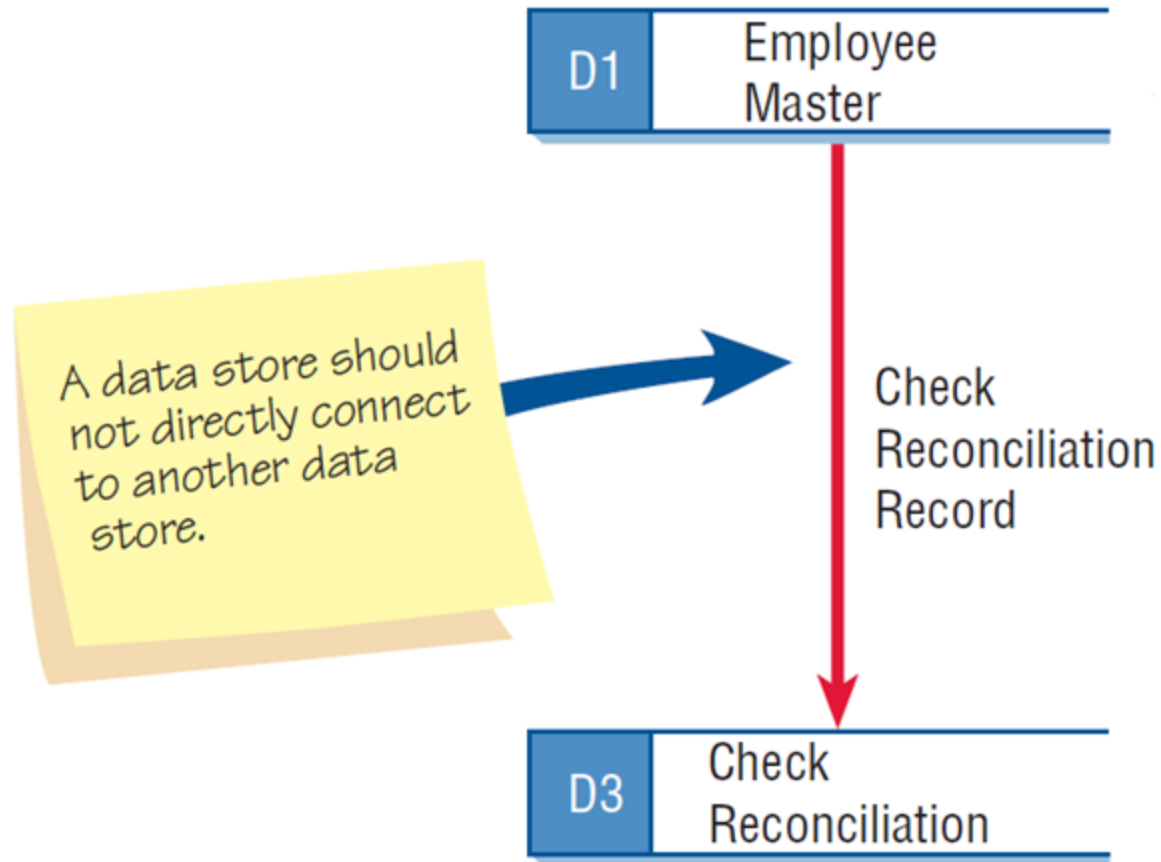 D1
Employee
Master
A data store should
not directly connect
to another data
store.
Check
Reconciliation
Record
D3
Check
Reconciliation